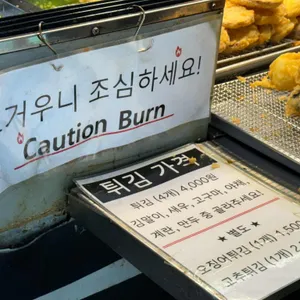 거우니 조심하세요!
Caution Burn
튀김 가격
튀김 (4개) 4,000원
김말이, 새우, 고구마, 야채,
계란, 만두 중 골라주세요!
★ 별도 ★
오징어튀김 (1개) 1,500
고추튀김 (1개) 2